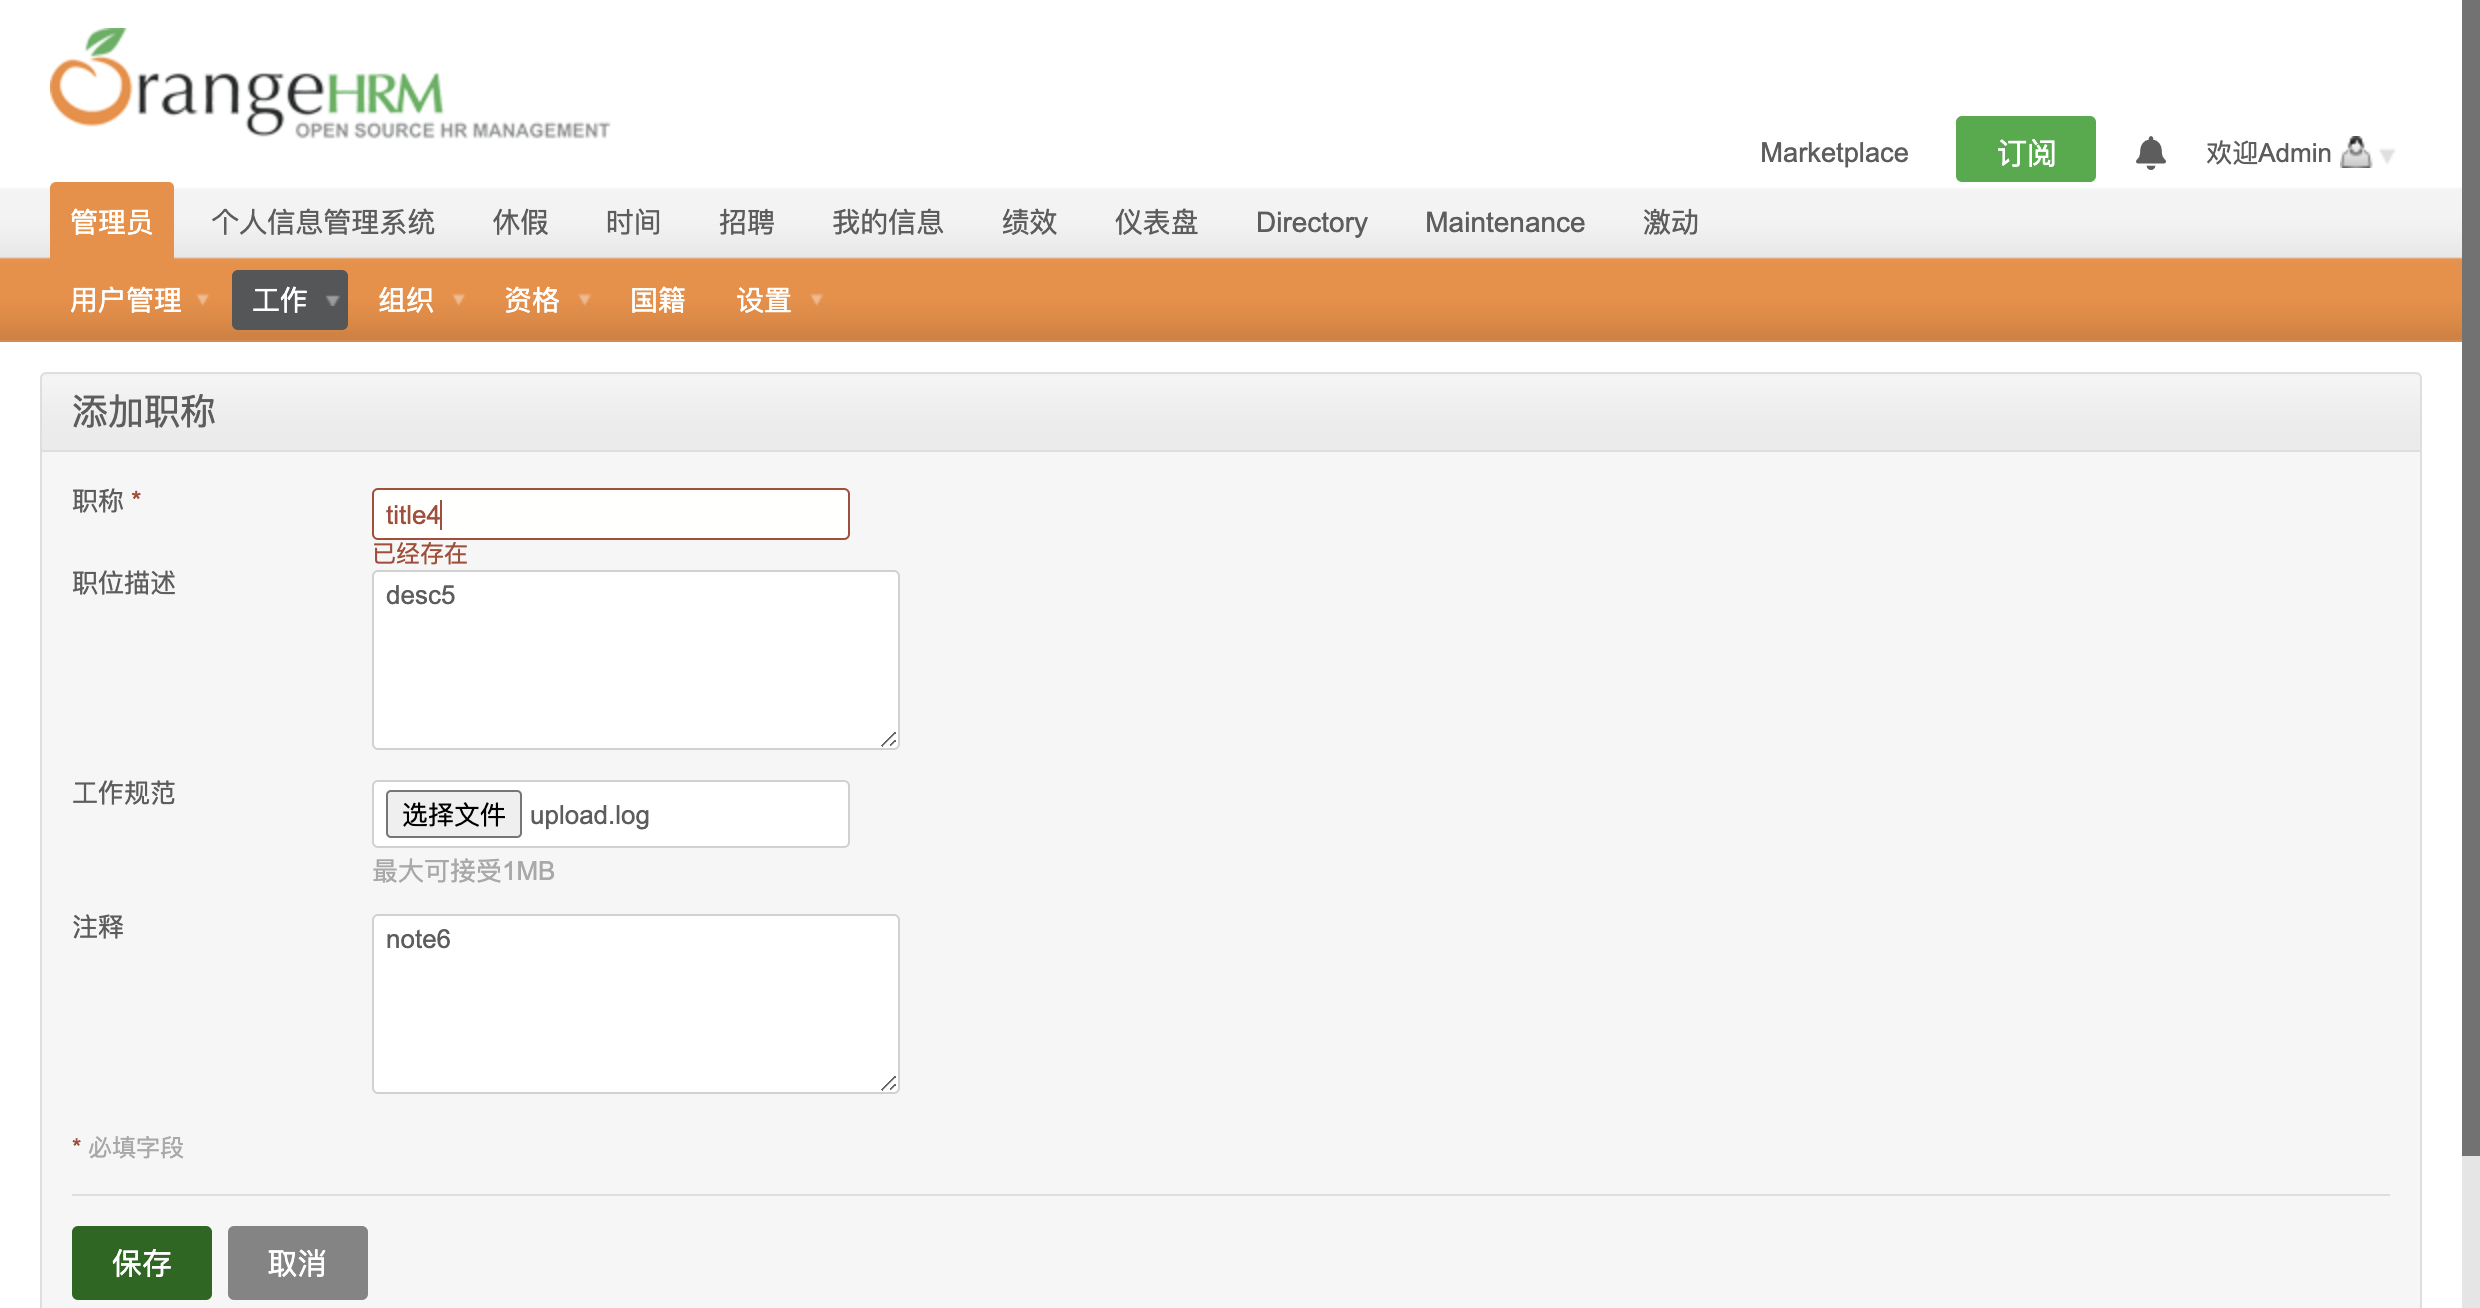 OrangeHRM
OPEN SOURCE HR MANAGEMENT
Marketplace 订阅 欢迎Admin
管理员 个人信息管理系统 休假 时间 招聘 我的信息 绩效 仪表盘 Directory Maintenance 激动
用户管理 工作 组织 资格 国籍 设置
添加职称
职称 * title4
已经存在
职位描述 desc5
工作规范 选择文件 upload.log
最大可接受1MB
注释 note6
* 必填字段
保存 取消